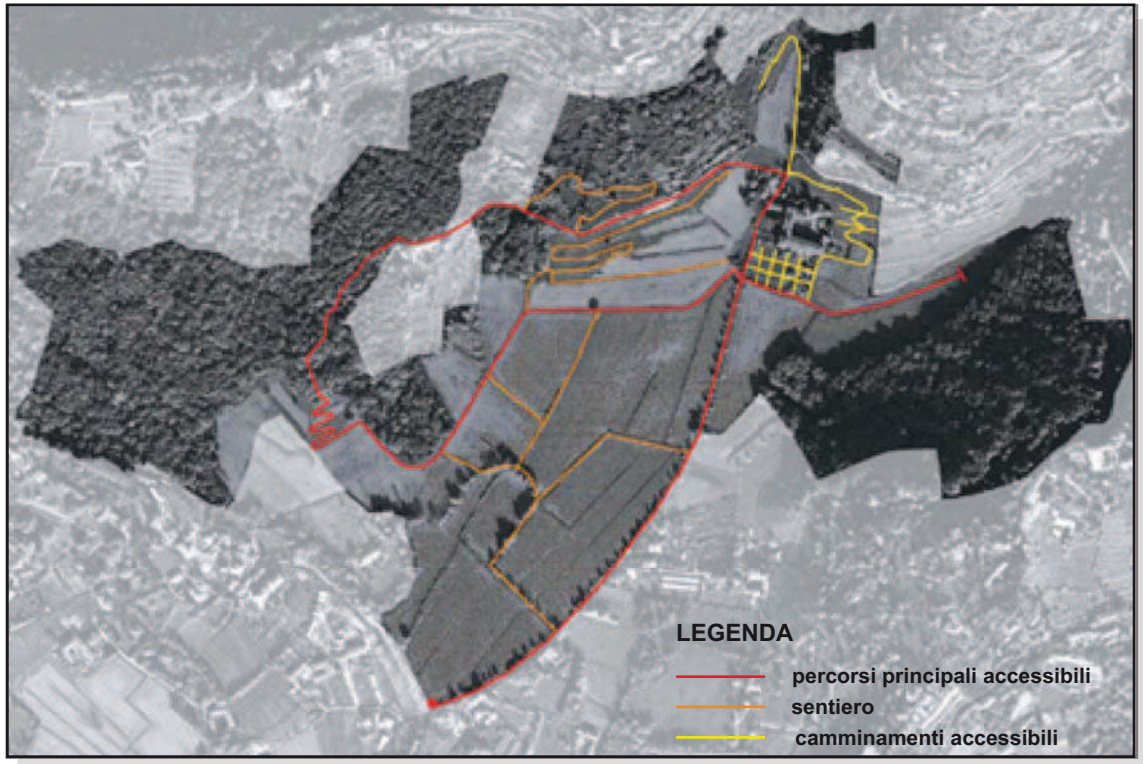 LEGENDA
percorsi principali accessibili
sentiero
camminamenti accessibili